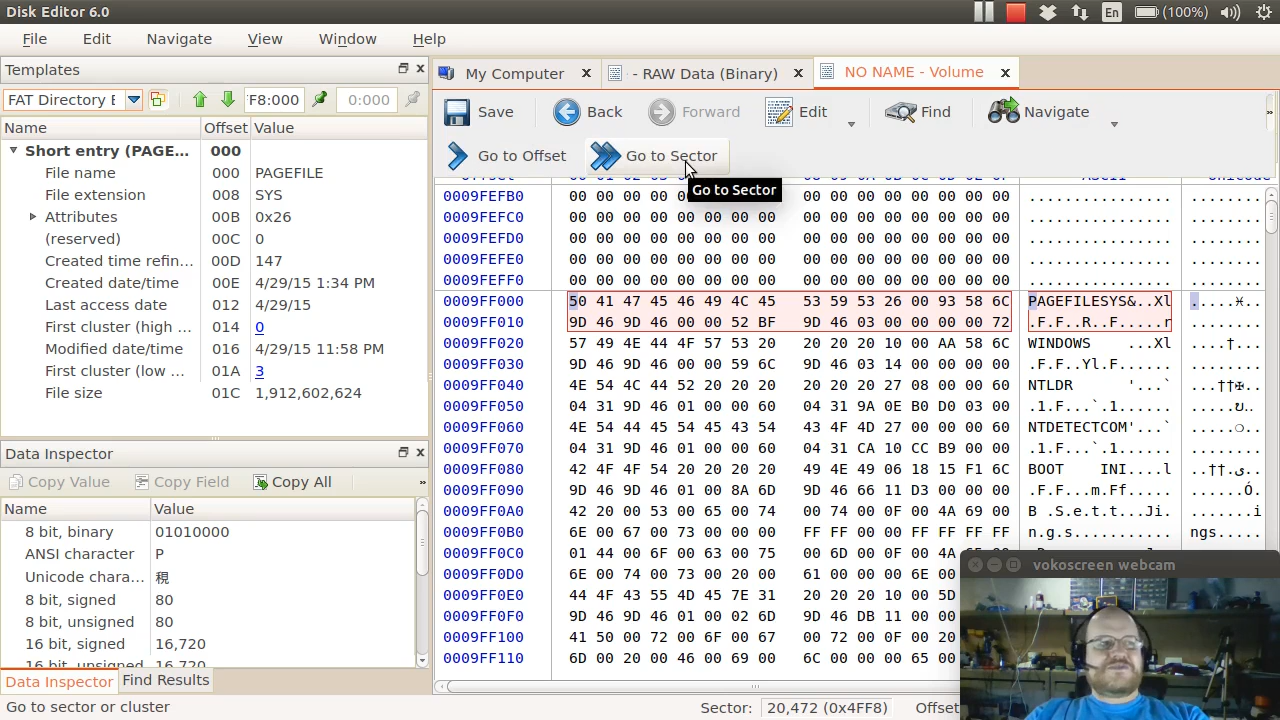 Disk Editor 6.0
En (100%)
File Edit Navigate View Window Help
Templates
FAT Directory E F8:000 0:000
Name Offset Value
Short entry (PAGE... 000
File name 000 PAGEFILE
File extension 008 SYS
Attributes 00B 0x26
(reserved) 00C 0
Created time refin... 00D 147
Created date/time 00E 4/29/15 1:34 PM
Last access date 012 4/29/15
First cluster (high ... 014 0
Modified date/time 016 4/29/15 11:58 PM
First cluster (low ... 01A 3
File size 01C 1,912,602,624
Data Inspector
Copy Value Copy Field Copy All »
Name Value
8 bit, binary 01010000
ANSI character P
Unicode chara...
8 bit, signed 80
8 bit, unsigned 80
16 bit, signed 16,720
16 bit, unsigned 16,720
Data Inspector Find Results
Go to sector or cluster
My Computer - RAW Data (Binary) NO NAME - Volume
Save Back Forward Edit Find Navigate »
Go to Offset Go to Sector
Go to Sector
0009FEFB0 00 00 00 00 00 00 00 00 00 00 00 00 00 ................ ........
0009FEFC0 00 00 00 00 00 00 00 00 00 00 00 00 00 00 00 00 ................ ........
0009FEFD0 00 00 00 00 00 00 00 00 00 00 00 00 00 00 00 00 ................ ........
0009FEFE0 00 00 00 00 00 00 00 00 00 00 00 00 00 00 00 00 ................ ........
0009FEFF0 00 00 00 00 00 00 00 00 00 00 00 00 00 00 00 00 ................ ........
0009FF000 50 41 47 45 46 49 4C 45 53 59 53 26 00 93 58 6C PAGEFILESYS&..Xl
0009FF010 9D 46 9D 46 00 00 52 BF 9D 46 03 00 00 00 00 72 .F.F..R..F.....r ........
0009FF020 57 49 4E 44 4F 57 53 20 20 20 20 10 00 AA 58 6C WINDOWS ...Xl ....†...
0009FF030 9D 46 9D 46 00 00 59 6C 9D 46 03 14 00 00 00 00 .F.F..Yl.F...... ........
0009FF040 4E 54 4C 44 52 20 20 20 20 20 20 27 08 00 00 60 NTLDR '...` ...††✠..
0009FF050 04 31 9D 46 01 00 00 60 04 31 9A 0E B0 D0 03 00 .1.F...`.1......
0009FF060 4E 54 44 45 54 45 43 54 43 4F 4D 27 00 00 00 60 NTDETECTCOM'...`
0009FF070 04 31 9D 46 01 00 00 60 04 31 CA 10 CC B9 00 00 .1.F...`.1...... ........
0009FF080 42 4F 4F 54 20 20 20 20 49 4E 49 06 18 15 F1 6C BOOT INI....l
0009FF090 9D 46 9D 46 01 00 8A 6D 9D 46 66 11 D3 00 00 00 .F.F...m.Ff..... ......Ó.
0009FF0A0 42 20 00 53 00 65 00 74 00 74 00 0F 00 4A 69 00 B .S.e.t.t...Ji. .......i
0009FF0B0 6E 00 67 00 73 00 00 00 FF FF FF 00 00 FF FF FF FF n.g.s........... ngs.....
0009FF0C0 01 44 00 6F 00 63 00 75 00 6D 00 0F 00 4A
0009FF0D0 6E 00 74 00 73 00 20 00 61 00 00 00 6E
0009FF0E0 44 4F 43 55 4D 45 7E 31 20 20 20 10 00 5D
0009FF0F0 9D 46 9D 46 01 00 02 6D 9D 46 DB 11 00 00
0009FF100 41 50 00 72 00 6F 00 67 00 72 00 0F 00 20
0009FF110 6D 00 20 00 46 00 69 00 6C 00 00 00 65
vokoscreen webcam
Sector: 20,472 (0x4FF8) Offset